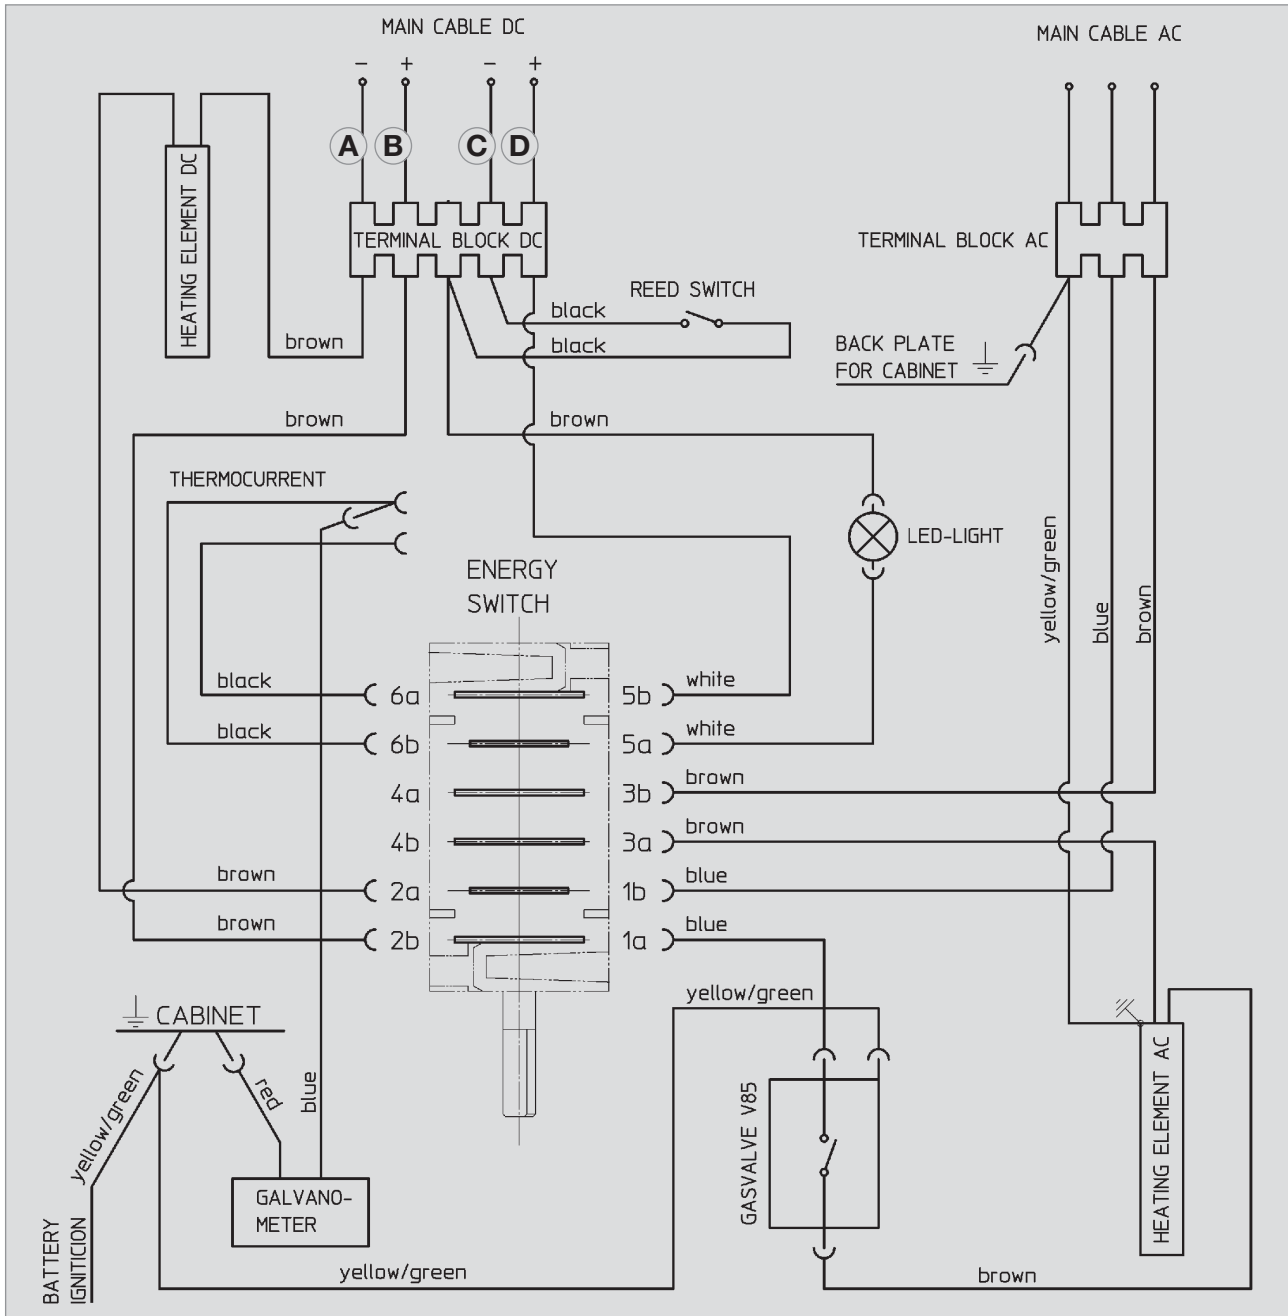 MAIN CABLE DC
MAIN CABLE AC
− + − +
A B C D
HEATING ELEMENT DC
TERMINAL BLOCK DC
TERMINAL BLOCK AC
REED SWITCH
black
black
brown
BACK PLATE
FOR CABINET
brown
brown
THERMOCURRENT
LED-LIGHT
yellow/green
blue
brown
ENERGY
SWITCH
black 6a 5b white
black 6b 5a white
4a 3b brown
4b 3a brown
brown 2a 1b blue
brown 2b 1a blue
yellow/green
CABINET
yellow/green
red
blue
GASVALVE V85
HEATING ELEMENT AC
GALVANO-
METER
BATTERY
IGNITICION
yellow/green
brown